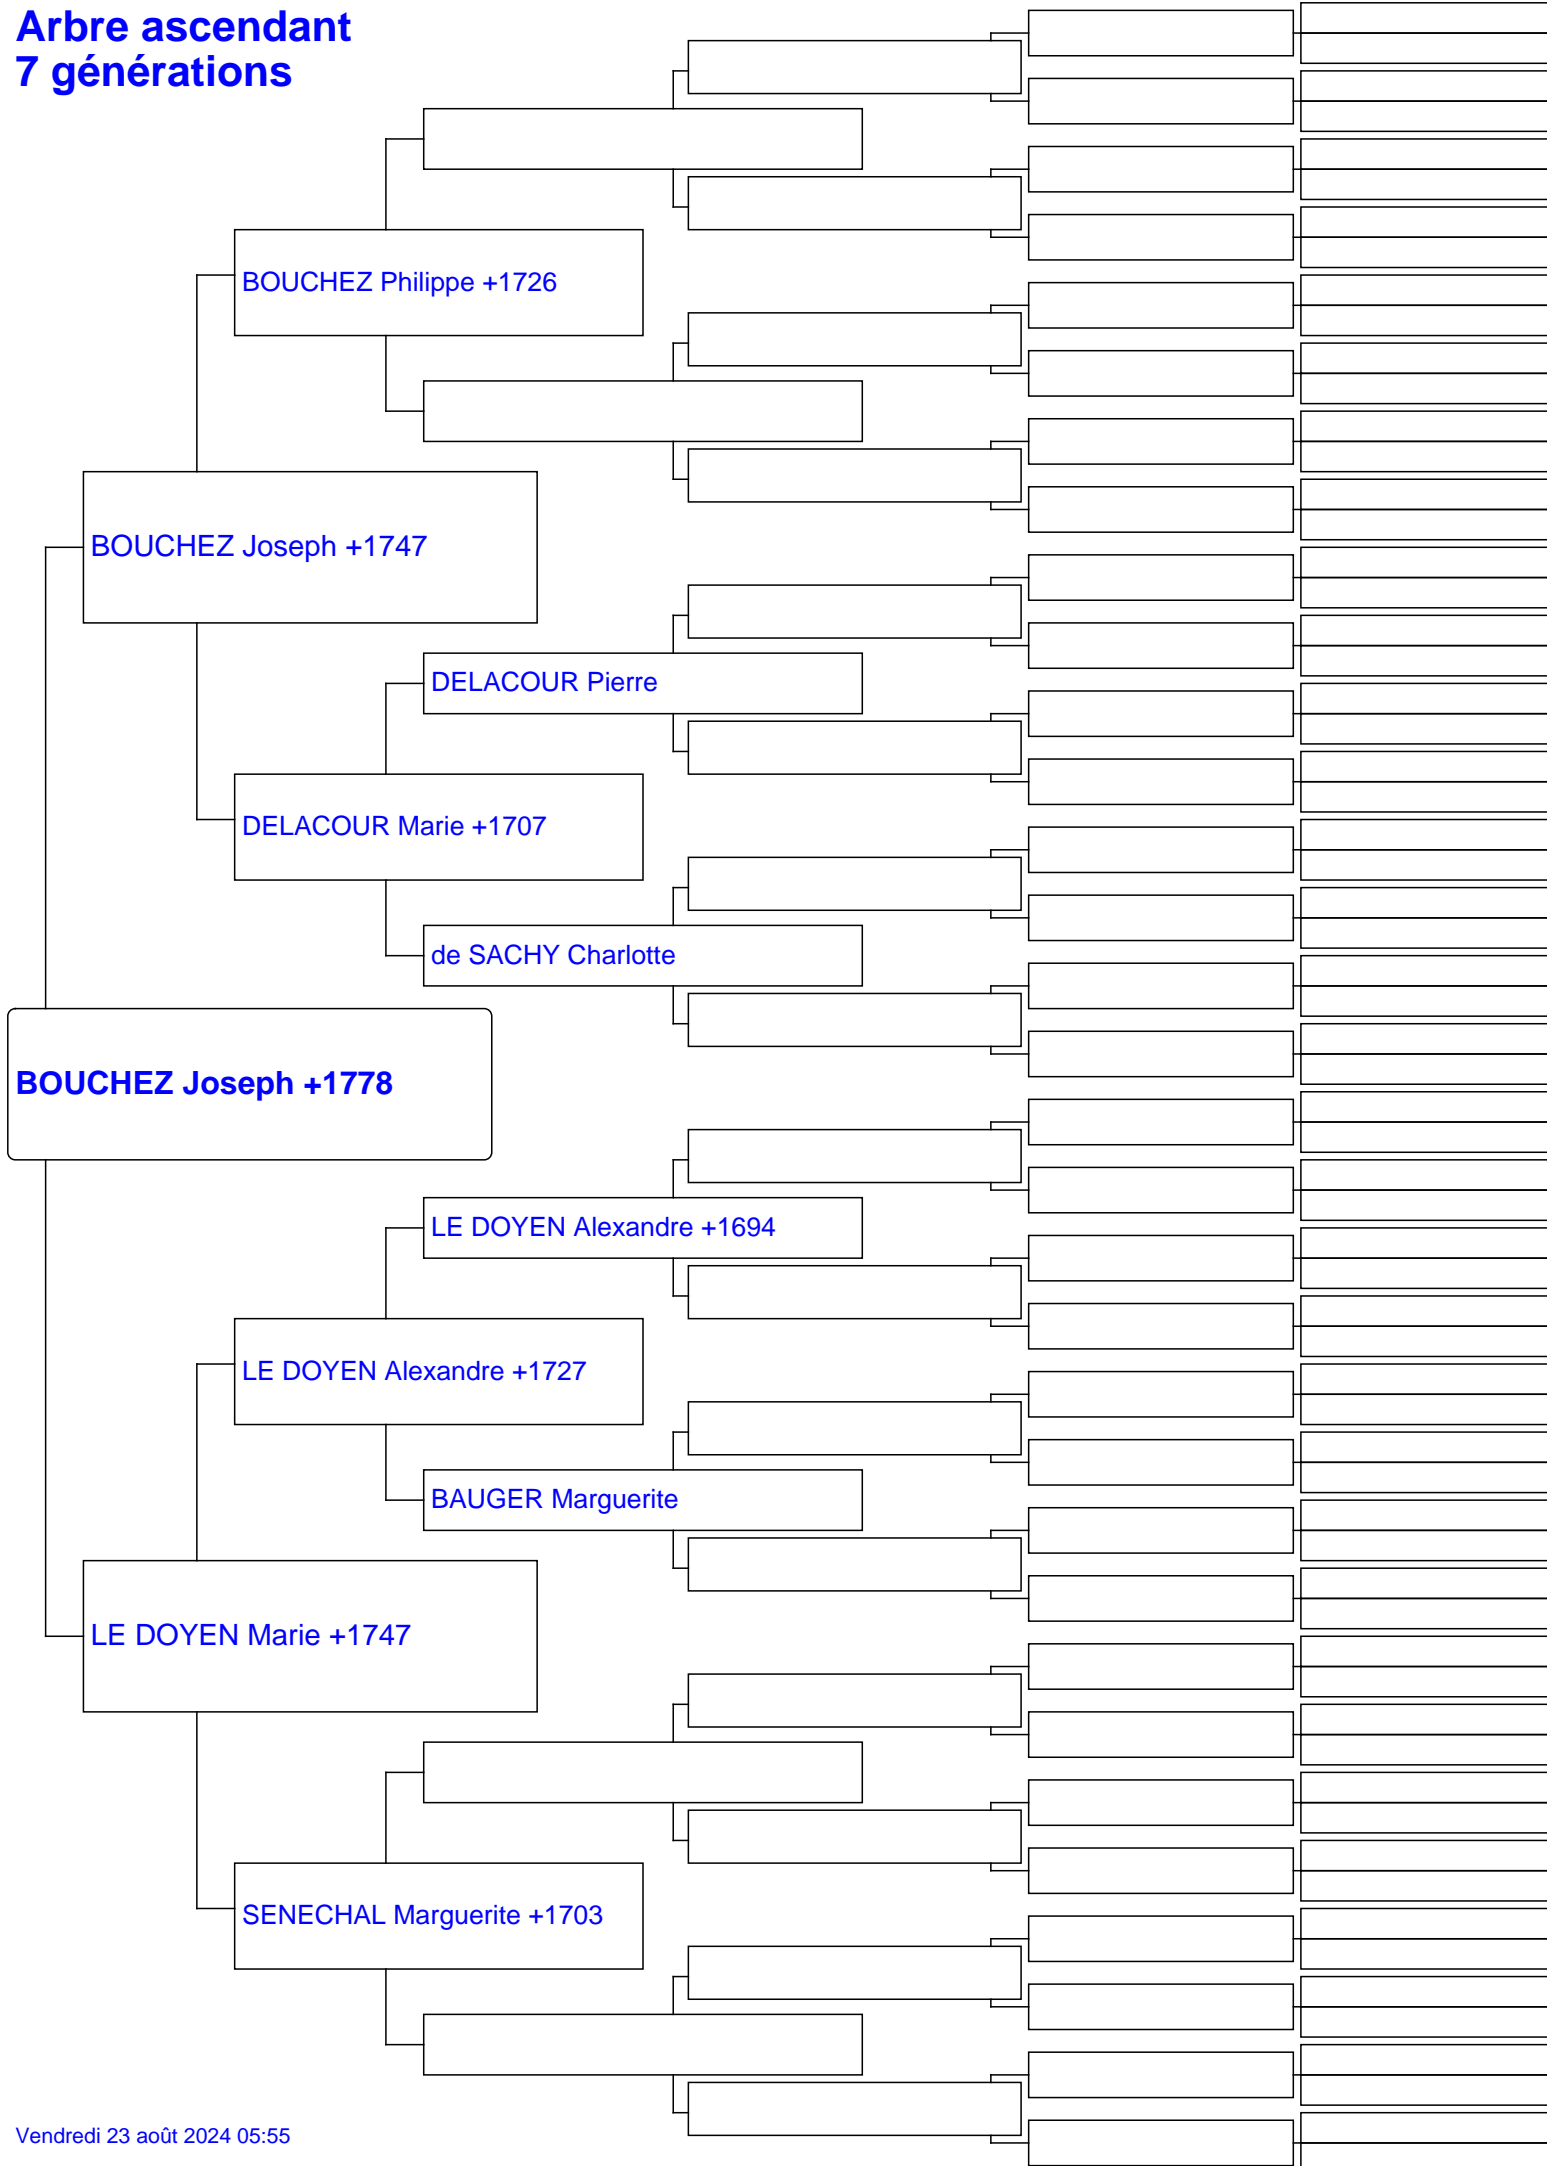 Arbre ascendant
7 générations
BOUCHEZ Philippe +1726
BOUCHEZ Joseph +1747
DELACOUR Pierre
DELACOUR Marie +1707
de SACHY Charlotte
BOUCHEZ Joseph +1778
LE DOYEN Alexandre +1694
LE DOYEN Alexandre +1727
BAUGER Marguerite
LE DOYEN Marie +1747
SENECHAL Marguerite +1703
Vendredi 23 août 2024 05:55